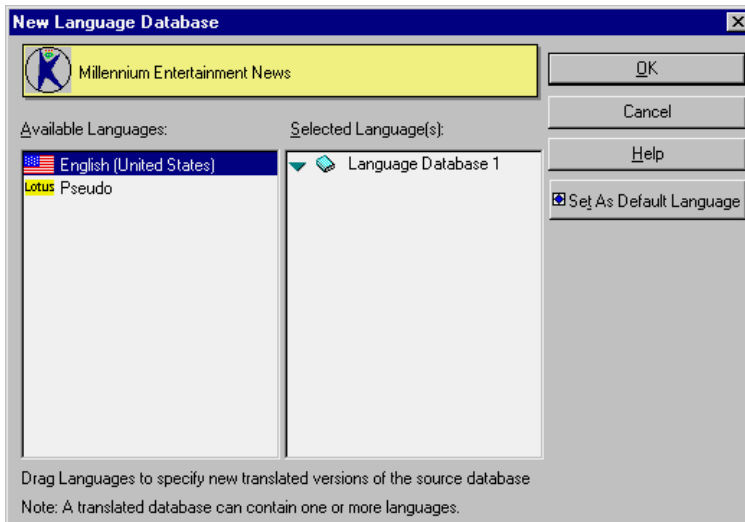 New Language Database
Millennium Entertainment News
OK
Cancel
Help
Set As Default Language
Available Languages:
English (United States)
Lotus Pseudo
Selected Language(s):
Language Database 1
Drag Languages to specify new translated versions of the source database
Note: A translated database can contain one or more languages.